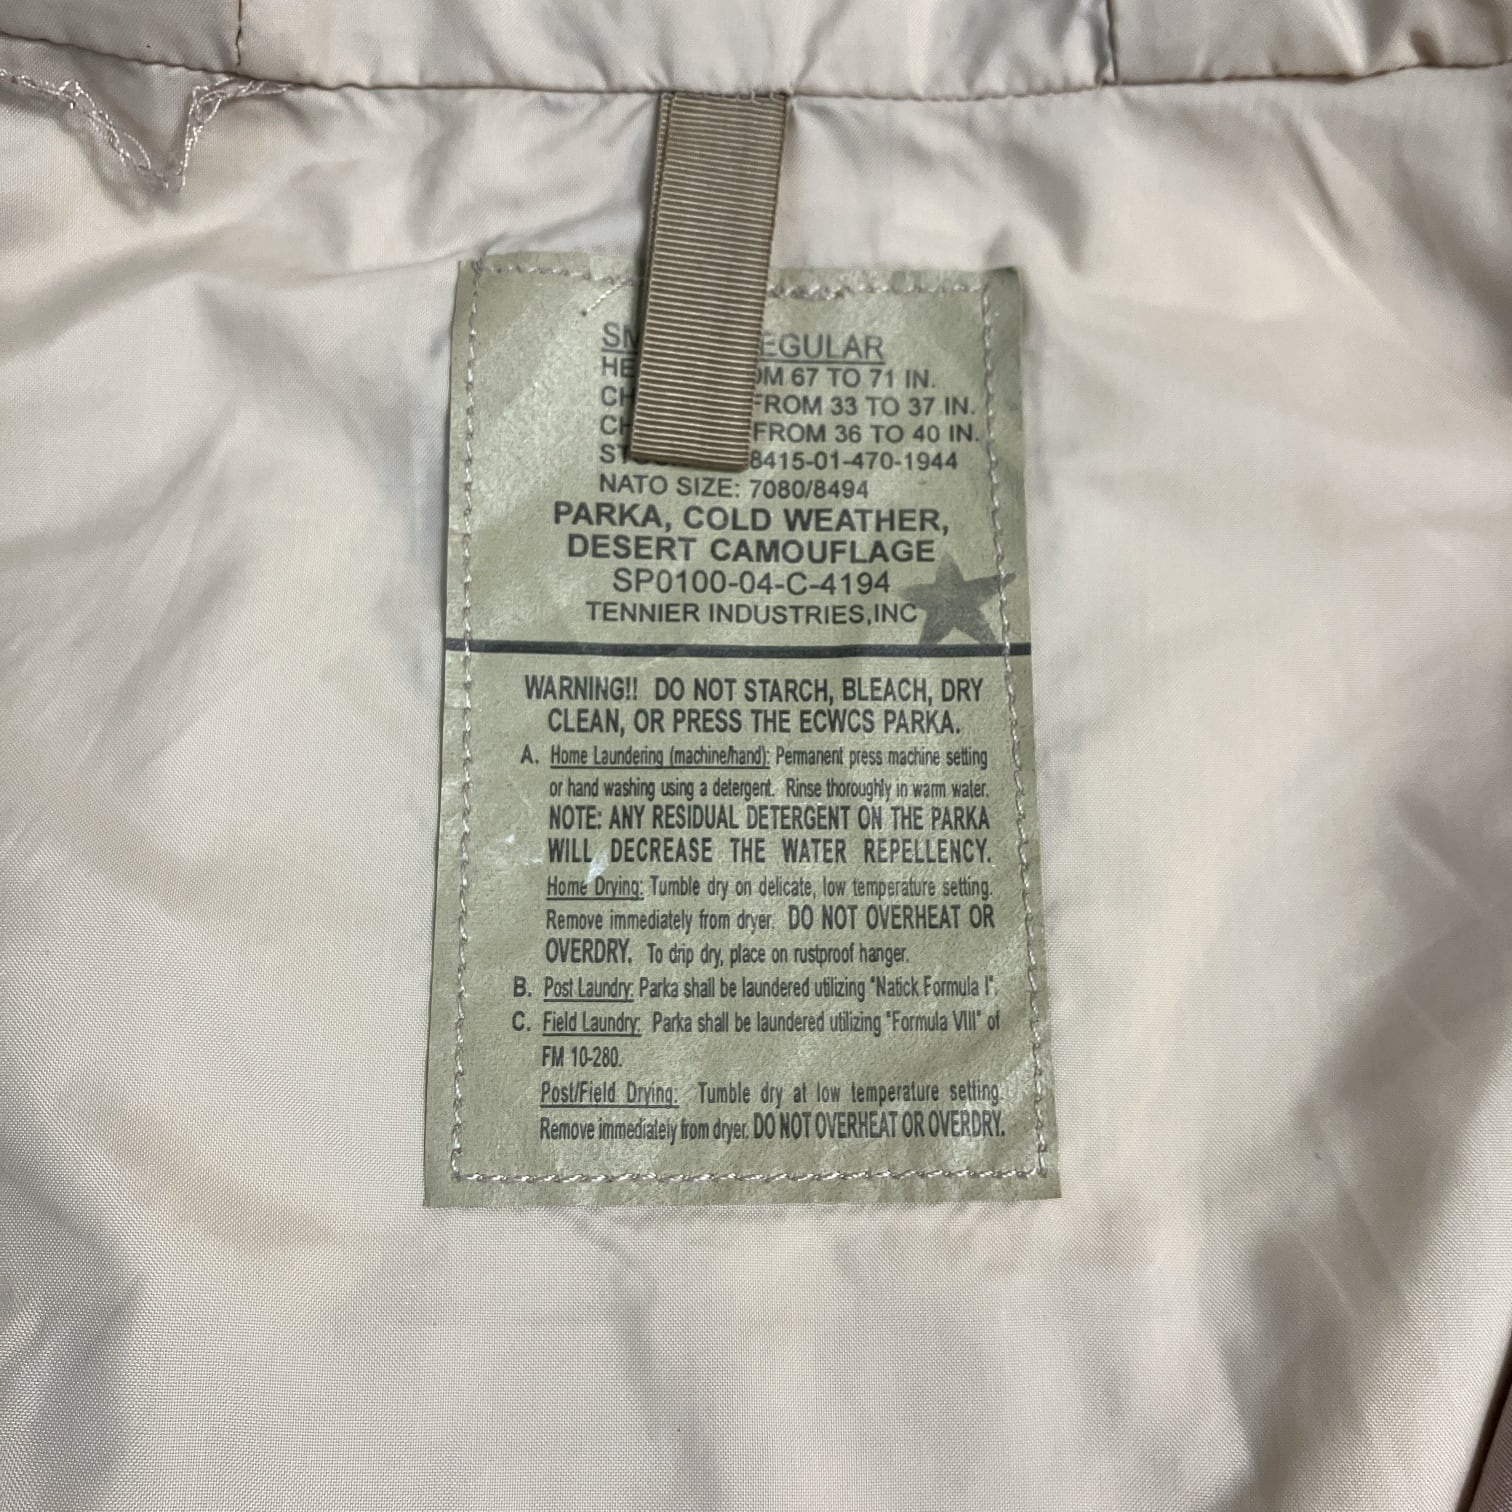 SM EGULAR
HE OM 67 TO 71 IN.
CH FROM 33 TO 37 IN.
CH FROM 36 TO 40 IN.
STO 8415-01-470-1944
NATO SIZE: 7080/8494
PARKA, COLD WEATHER,
DESERT CAMOUFLAGE
SP0100-04-C-4194
TENNIER INDUSTRIES,INC
WARNING!! DO NOT STARCH, BLEACH, DRY
CLEAN, OR PRESS THE ECWCS PARKA.
A. Home Laundering (machine/hand): Permanent press machine setting
or hand washing using a detergent. Rinse thoroughly in warm water.
NOTE: ANY RESIDUAL DETERGENT ON THE PARKA
WILL DECREASE THE WATER REPELLENCY.
Home Drying: Tumble dry on delicate, low temperature setting.
Remove immediately from dryer. DO NOT OVERHEAT OR
OVERDRY. To drip dry, place on rustproof hanger.
B. Post Laundry: Parka shall be laundered utilizing "Natick Formula I".
C. Field Laundry: Parka shall be laundered utilizing "Formula VIII" of
FM 10-280.
Post/Field Drying: Tumble dry at low temperature setting.
Remove immediately from dryer. DO NOT OVERHEAT OR OVERDRY.